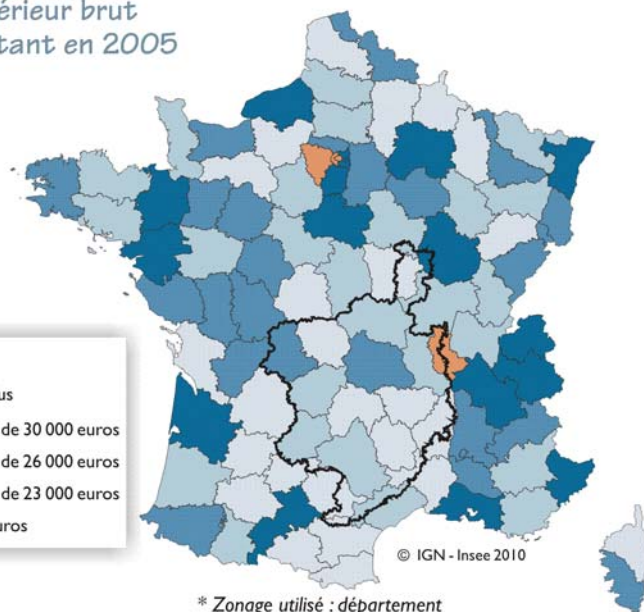 érieur brut
tant en 2005
us
de 30 000 euros
de 26 000 euros
de 23 000 euros
uros
© IGN - Insee 2010
* Zonage utilisé : département